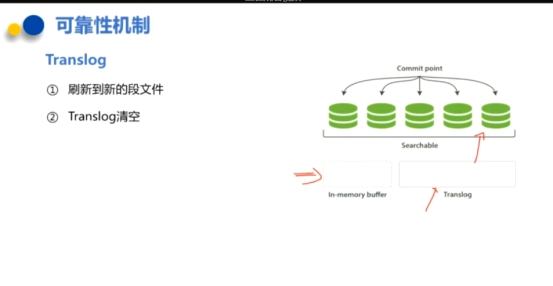 可靠性机制
Translog
① 刷新到新的段文件
② Translog清空
Commit point
Searchable
In-memory buffer
Translog